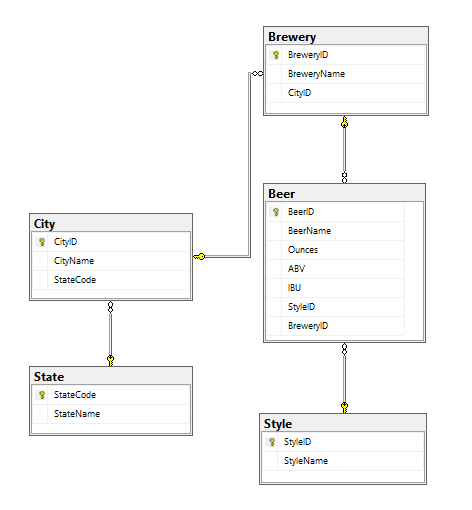 Brewery
BreweryID
BreweryName
CityID
Beer
BeerID
BeerName
Ounces
ABV
IBU
StyleID
BreweryID
City
CityID
CityName
StateCode
State
StateCode
StateName
Style
StyleID
StyleName